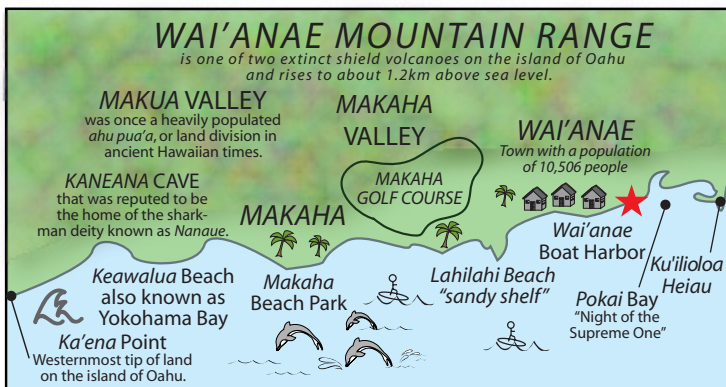 WAI'ANAE MOUNTAIN RANGE
is one of two extinct shield volcanoes on the island of Oahu
and rises to about 1.2km above sea level.
MAKUA VALLEY
was once a heavily populated
ahu pua'a, or land division in
ancient Hawaiian times.
MAKAHA
VALLEY
WAI'ANAE
Town with a population
of 10,506 people
KANEANA CAVE
that was reputed to be
the home of the shark-
man deity known as Nanaue.
MAKAHA
GOLF COURSE
MAKAHA
Wai'anae
Boat Harbor
Ku'ilioloa
Heiau
Keawalua Beach
also known as
Yokohama Bay
Makaha
Beach Park
Lahilahi Beach
"sandy shelf"
Pokai Bay
"Night of the
Supreme One"
Ka'ena Point
Westernmost tip of land
on the island of Oahu.